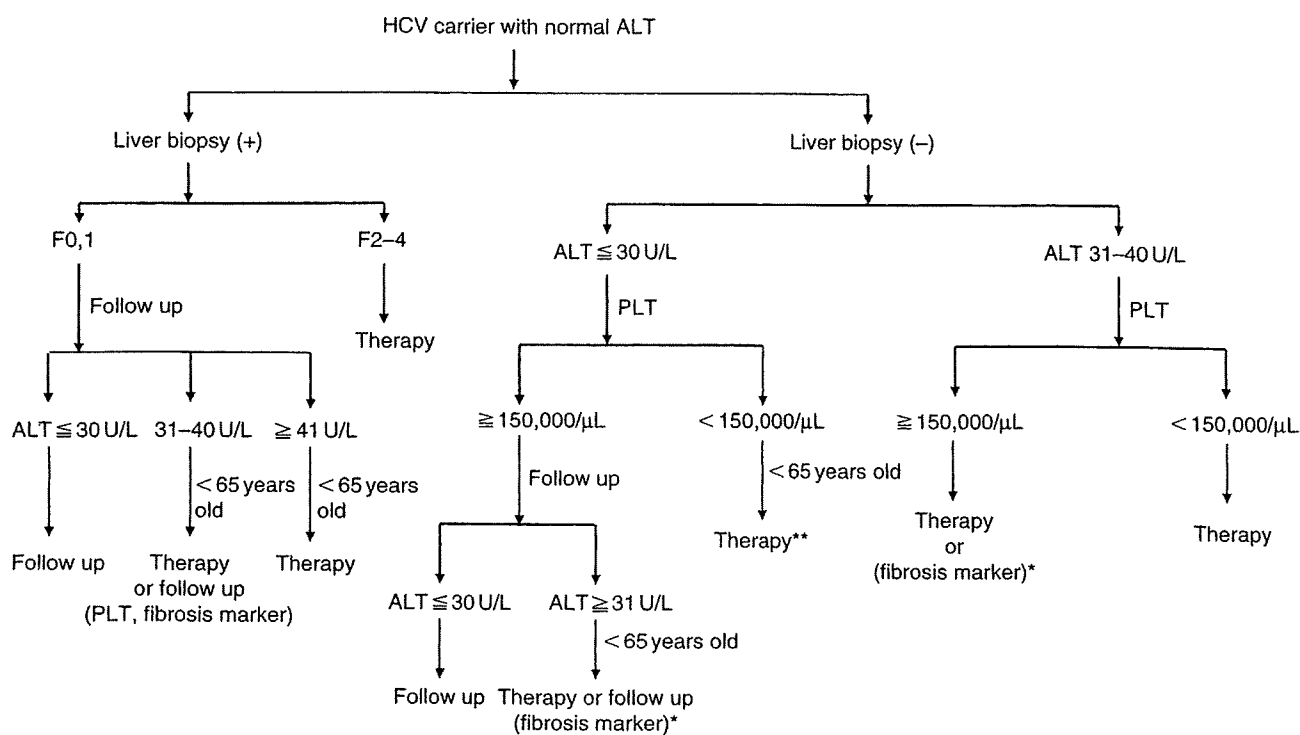 HCV carrier with normal ALT
Liver biopsy (+)
Liver biopsy (–)
F0,1
F2–4
ALT ≦ 30 U/L
ALT 31–40 U/L
Follow up
Therapy
PLT
PLT
ALT ≦ 30 U/L
31–40 U/L
≧ 41 U/L
≧ 150,000/μL
< 150,000/μL
≧ 150,000/μL
< 150,000/μL
< 65 years
old
< 65 years
old
Follow up
< 65 years old
Follow up
Therapy
or follow up
(PLT, fibrosis marker)
Therapy
Therapy**
Therapy
or
(fibrosis marker)*
Therapy
ALT ≦ 30 U/L
ALT ≧ 31 U/L
< 65 years old
Follow up
Therapy or follow up
(fibrosis marker)*